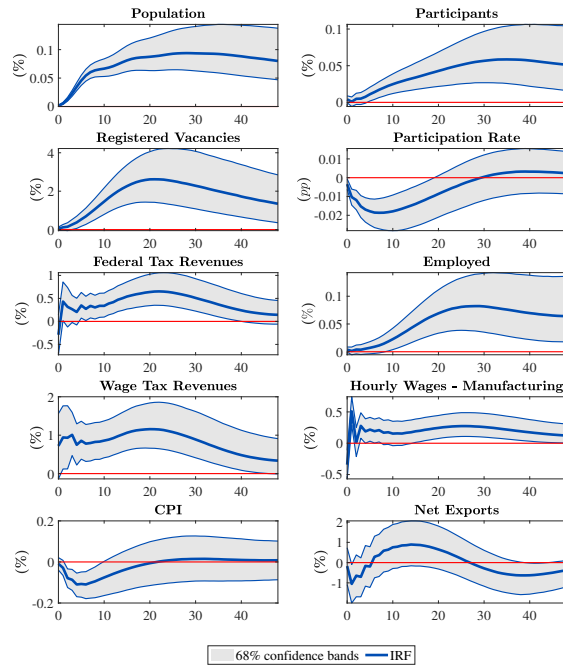 Population
(%)
0.1
0.05
0
0 10 20 30 40
Participants
(%)
0.1
0.05
0
0 10 20 30 40
Registered Vacancies
(%)
4
2
0
0 10 20 30 40
Participation Rate
(pp)
0.01
0
-0.01
-0.02
0 10 20 30 40
Federal Tax Revenues
(%)
1
0.5
0
-0.5
0 10 20 30 40
Employed
(%)
0.1
0.05
0
0 10 20 30 40
Wage Tax Revenues
(%)
2
1
0
0 10 20 30 40
Hourly Wages - Manufacturing
(%)
0.5
0
-0.5
0 10 20 30 40
CPI
(%)
0.2
0
-0.2
0 10 20 30 40
Net Exports
(%)
2
1
0
-1
0 10 20 30 40
68% confidence bands IRF